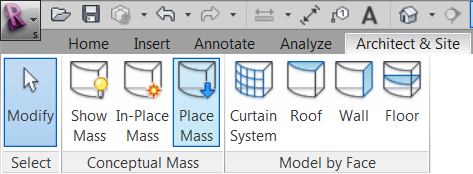 R
S
A
Home Insert Annotate Analyze Architect & Site
Modify Show Mass In-Place Mass Place Mass Curtain System Roof Wall Floor
Select Conceptual Mass Model by Face